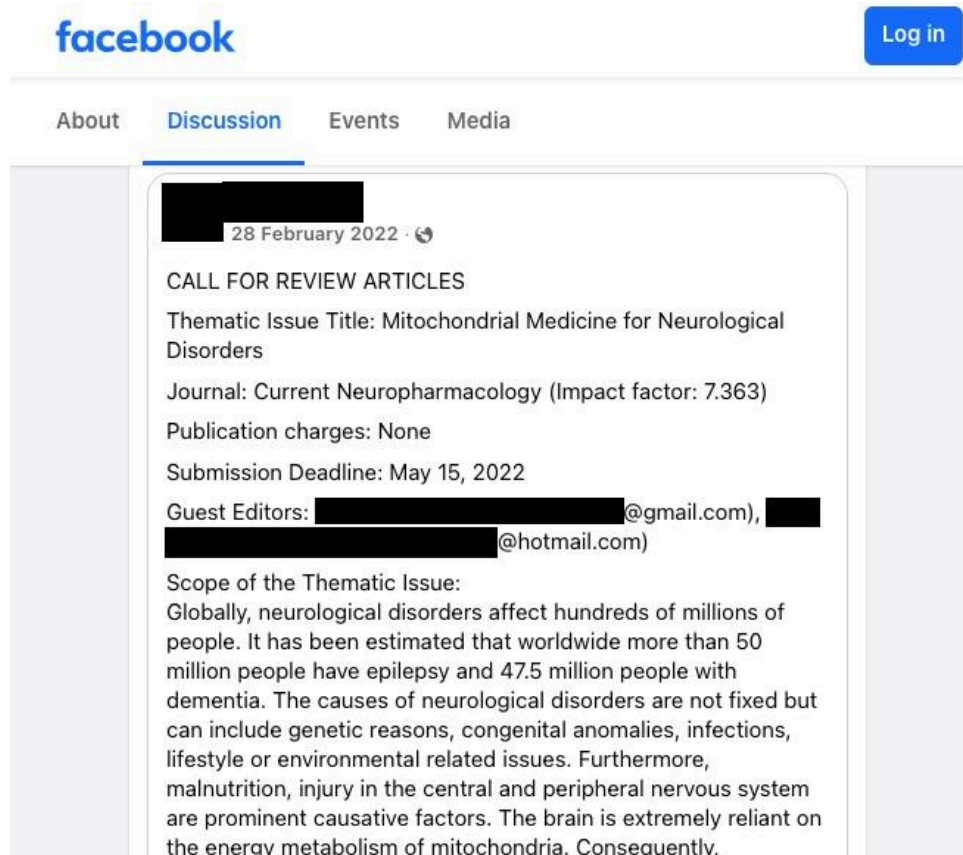 facebook
Log in
About Discussion Events Media
28 February 2022 ·
CALL FOR REVIEW ARTICLES
Thematic Issue Title: Mitochondrial Medicine for Neurological
Disorders
Journal: Current Neuropharmacology (Impact factor: 7.363)
Publication charges: None
Submission Deadline: May 15, 2022
Guest Editors: @gmail.com),
@hotmail.com)
Scope of the Thematic Issue:
Globally, neurological disorders affect hundreds of millions of
people. It has been estimated that worldwide more than 50
million people have epilepsy and 47.5 million people with
dementia. The causes of neurological disorders are not fixed but
can include genetic reasons, congenital anomalies, infections,
lifestyle or environmental related issues. Furthermore,
malnutrition, injury in the central and peripheral nervous system
are prominent causative factors. The brain is extremely reliant on
the energy metabolism of mitochondria. Consequently,